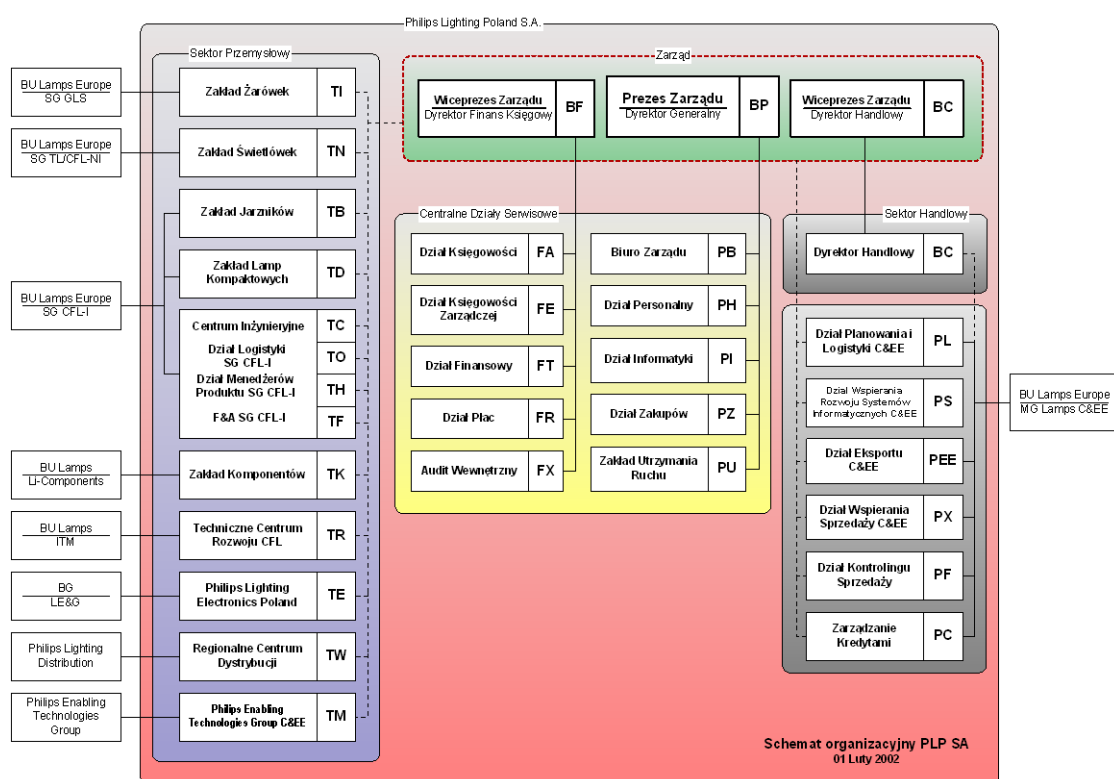 Philips Lighting Poland S.A.
Sektor Przemysłowy
BU Lamps Europe
SG GLS
Zakład Żarówek
TI
BU Lamps Europe
SG TL/CFL-NI
Zakład Świetlówek
TN
Zakład Jarzników
TB
Zakład Lamp
Kompaktowych
TD
BU Lamps Europe
SG CFL-I
Centrum Inżynieryjne
TC
Dział Logistyki
SG CFL-I
TO
Dział Menedżerów
Produktu SG CFL-I
TH
F&A SG CFL-I
TF
BU Lamps
Li-Components
Zakład Komponentów
TK
BU Lamps
ITM
Techniczne Centrum
Rozwoju CFL
TR
BG
LE&G
Philips Lighting
Electronics Poland
TE
Philips Lighting
Distribution
Regionalne Centrum
Dystrybucji
TW
Philips Enabling
Technologies
Group
Philips Enabling
Technologies Group C&EE
TM
Zarząd
Wiceprezes Zarządu
Dyrektor Finans Księgowy
BF
Prezes Zarządu
Dyrektor Generalny
BP
Wiceprezes Zarządu
Dyrektor Handlowy
BC
Centralne Działy Serwisowe
Dział Księgowości
FA
Dział Księgowości
Zarządczej
FE
Dział Finansowy
FT
Dział Płac
FR
Audit Wewnętrzny
FX
Biuro Zarządu
PB
Dział Personalny
PH
Dział Informatyki
PI
Dział Zakupów
PZ
Zakład Utrzymania
Ruchu
PU
Sektor Handlowy
Dyrektor Handlowy
BC
Dział Planowania i
Logistyki C&EE
PL
Dział Wspierania
Rozwoju Systemów
Informatycznych C&EE
PS
Dział Eksportu
C&EE
PEE
Dział Wspierania
Sprzedaży C&EE
PX
Dział Kontrolingu
Sprzedaży
PF
Zarządzanie
Kredytami
PC
BU Lamps Europe
MG Lamps C&EE
Schemat organizacyjny PLP SA
01 Luty 2002